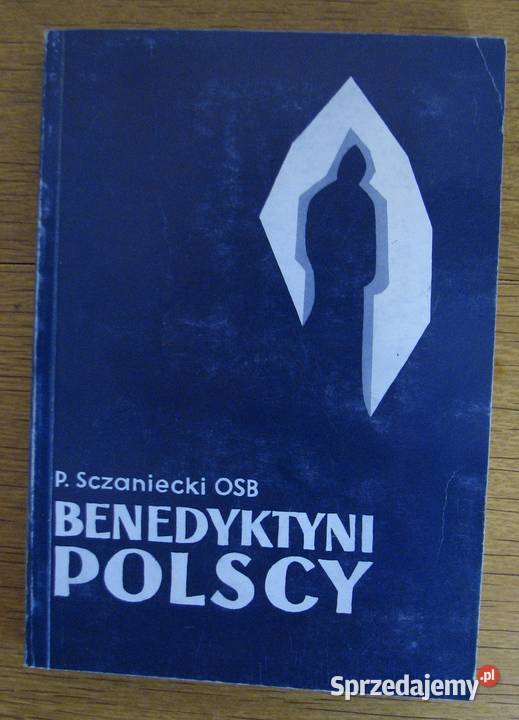 P. Sczaniecki OSB
BENEDYKTYNI
POLSCY
Sprzedajemy.pl